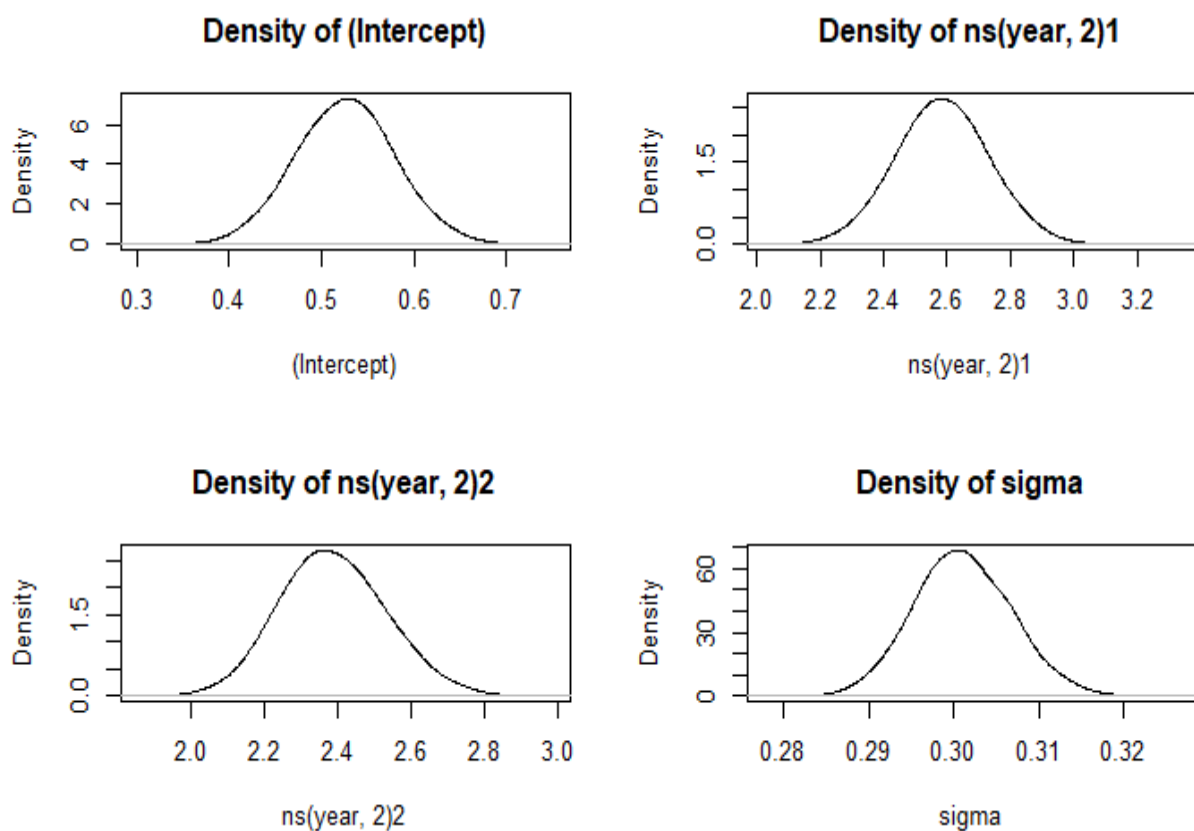 Density of (Intercept)
Density
6
4
2
0
0.3 0.4 0.5 0.6 0.7
(Intercept)
Density of ns(year, 2)1
Density
1.5
0.0
2.0 2.2 2.4 2.6 2.8 3.0 3.2
ns(year, 2)1
Density of ns(year, 2)2
Density
1.5
0.0
2.0 2.2 2.4 2.6 2.8 3.0
ns(year, 2)2
Density of sigma
Density
60
30
0
0.28 0.29 0.30 0.31 0.32
sigma